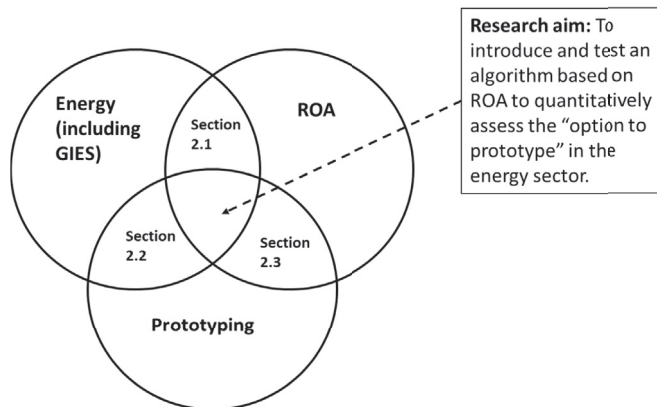 Research aim: To
introduce and test an
algorithm based on
ROA to quantitatively
assess the “option to
prototype” in the
energy sector.
Energy
(including
GIES)
ROA
Section
2.1
Section
2.2
Section
2.3
Prototyping